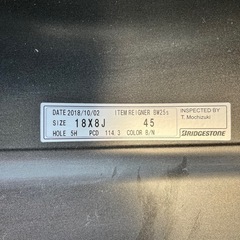 DATE 2018/10/02 ITEM REIGNER BW25s
SIZE 18X8J 45
HOLE 5H PCD 114.3 COLOR B/N
INSPECTED BY
T. Mochizuki
BRIDGESTONE